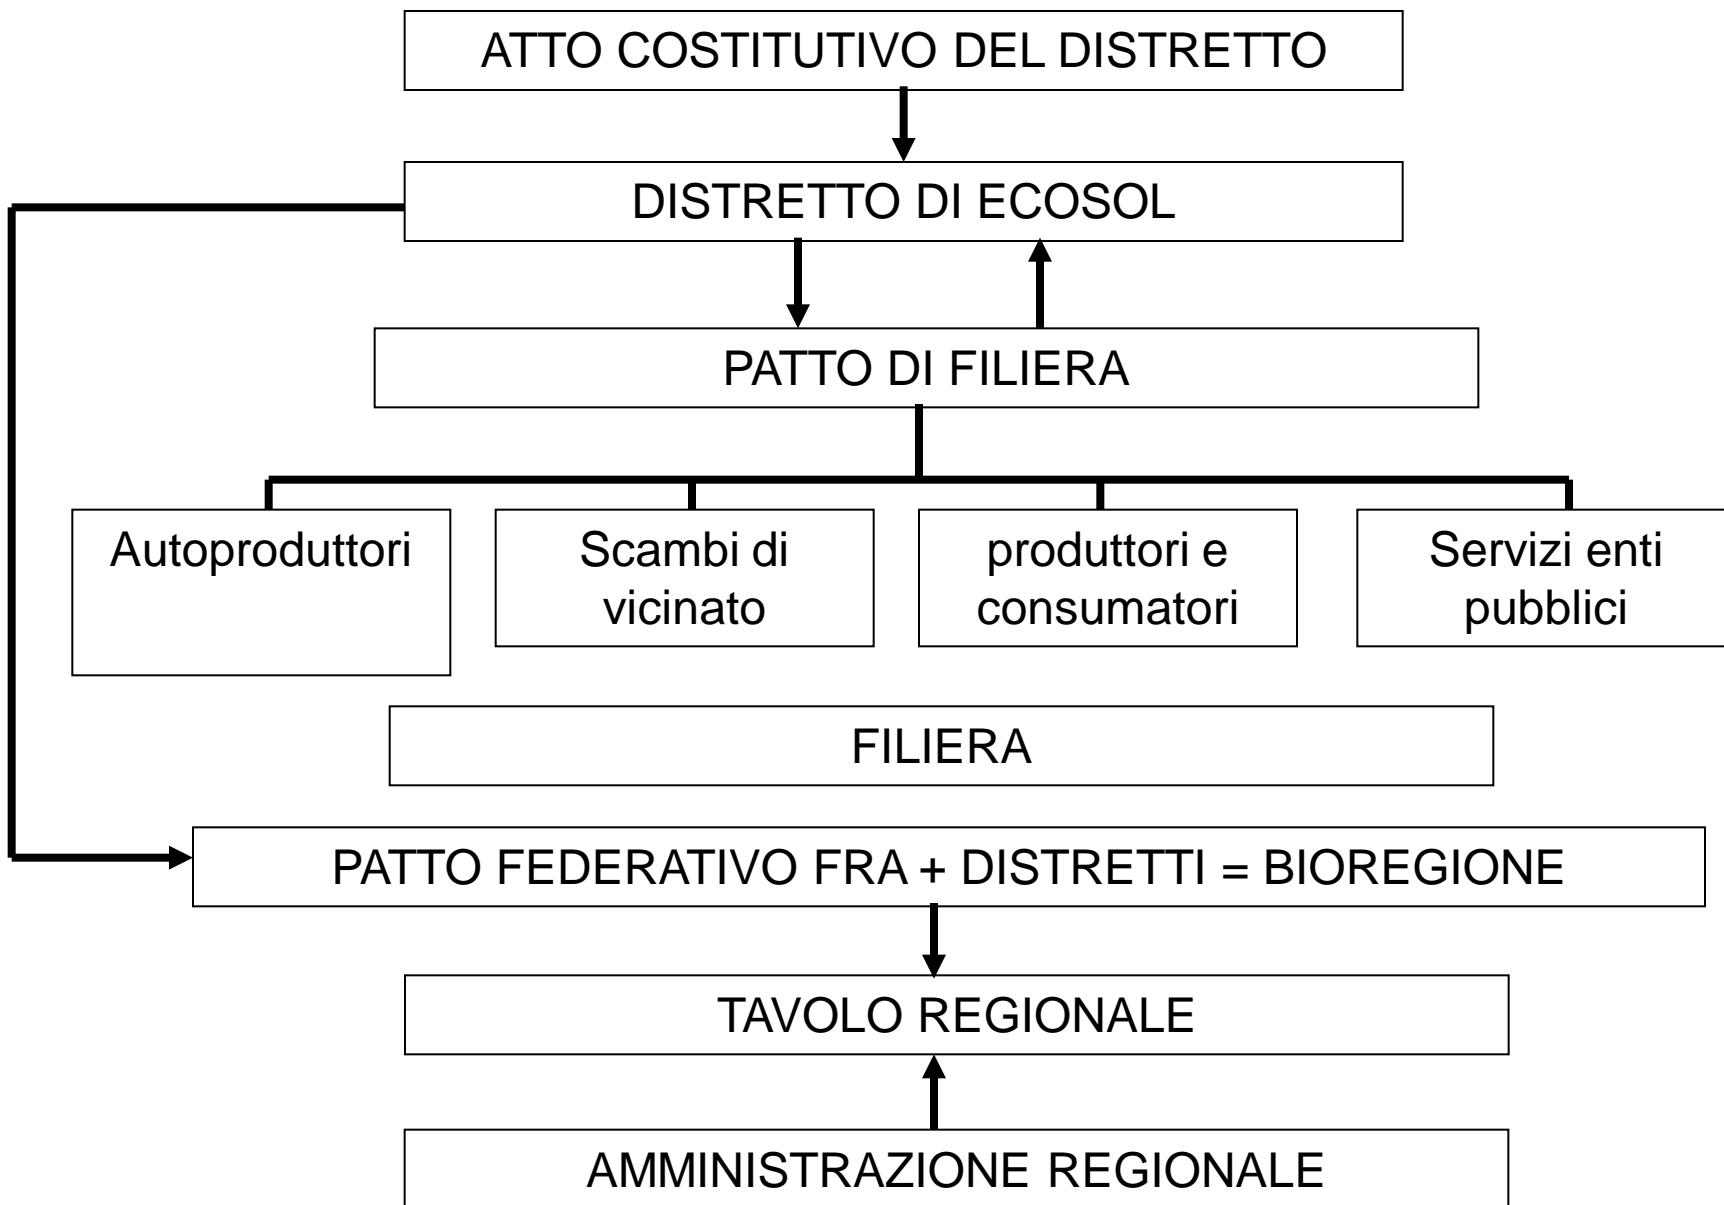 ATTO COSTITUTIVO DEL DISTRETTO
DISTRETTO DI ECOSOL
PATTO DI FILIERA
Autoproduttori
Scambi di
vicinato
produttori e
consumatori
Servizi enti
pubblici
FILIERA
PATTO FEDERATIVO FRA + DISTRETTI = BIOREGIONE
TAVOLO REGIONALE
AMMINISTRAZIONE REGIONALE